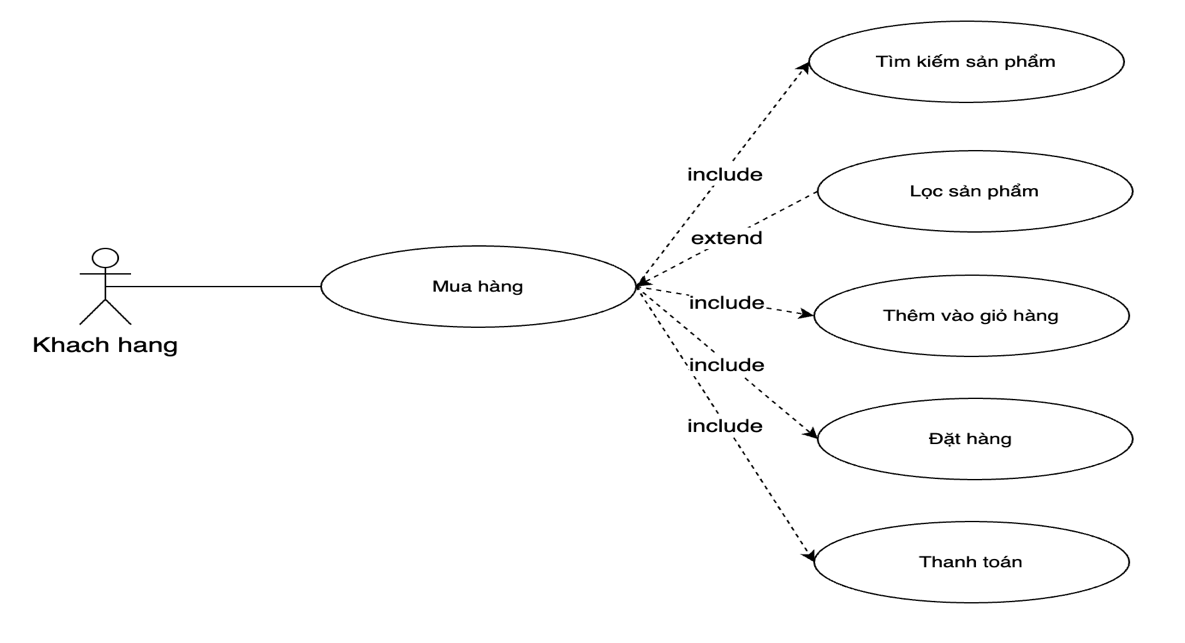 Tìm kiếm sản phẩm
include
Lọc sản phẩm
extend
Mua hàng
include
Thêm vào giỏ hàng
Khach hang
include
Đặt hàng
include
Thanh toán